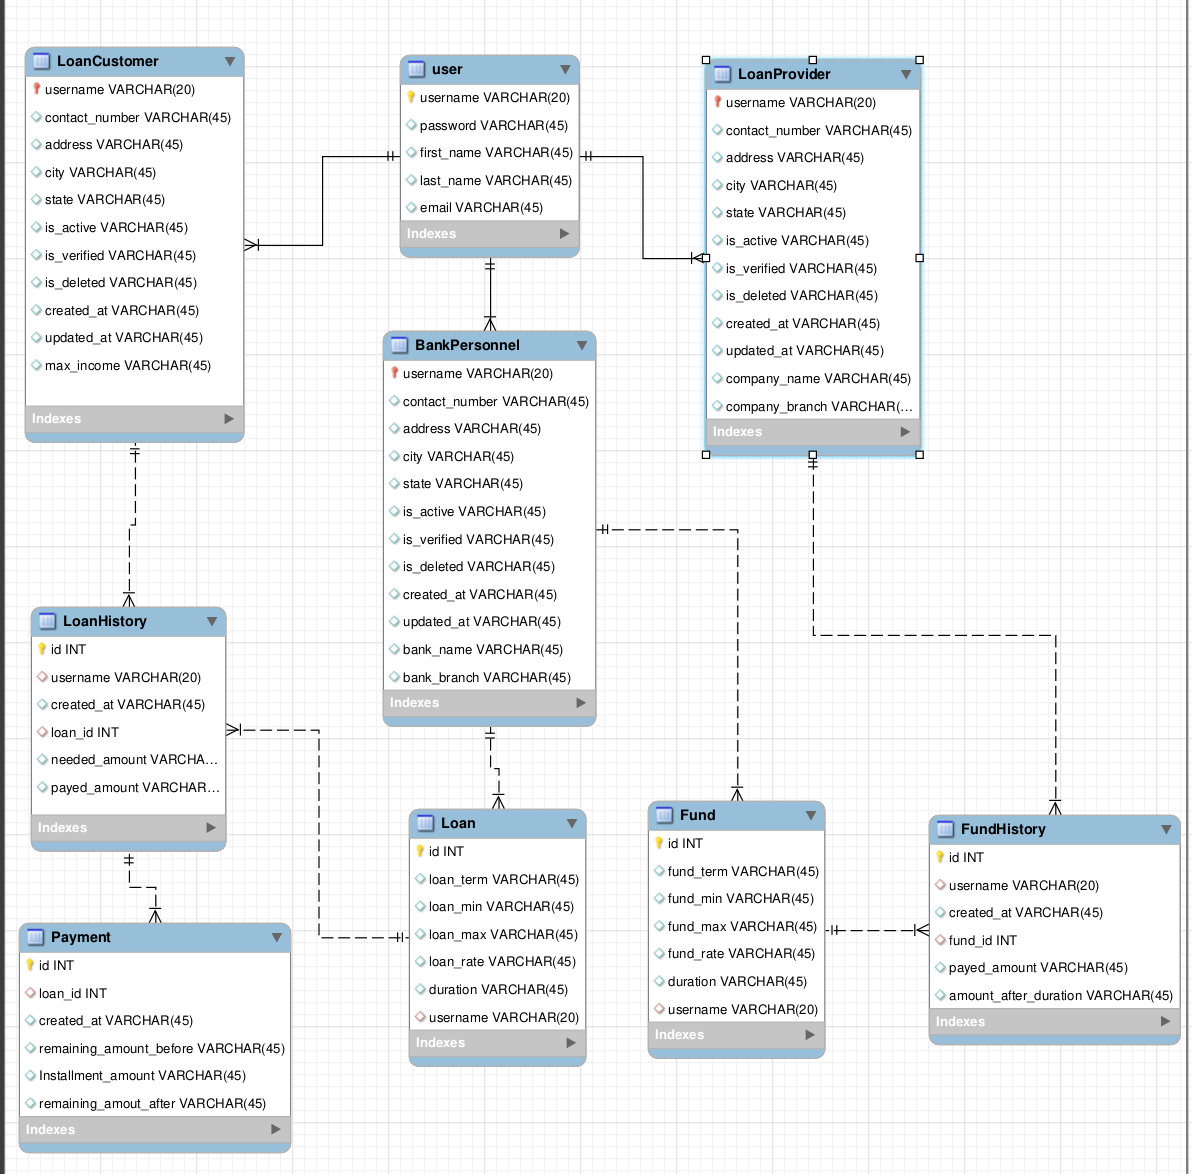 LoanCustomer
username VARCHAR(20)
contact_number VARCHAR(45)
address VARCHAR(45)
city VARCHAR(45)
state VARCHAR(45)
is_active VARCHAR(45)
is_verified VARCHAR(45)
is_deleted VARCHAR(45)
created_at VARCHAR(45)
updated_at VARCHAR(45)
max_income VARCHAR(45)
Indexes
user
username VARCHAR(20)
password VARCHAR(45)
first_name VARCHAR(45)
last_name VARCHAR(45)
email VARCHAR(45)
Indexes
LoanProvider
username VARCHAR(20)
contact_number VARCHAR(45)
address VARCHAR(45)
city VARCHAR(45)
state VARCHAR(45)
is_active VARCHAR(45)
is_verified VARCHAR(45)
is_deleted VARCHAR(45)
created_at VARCHAR(45)
updated_at VARCHAR(45)
company_name VARCHAR(45)
company_branch VARCHAR(...
Indexes
BankPersonnel
username VARCHAR(20)
contact_number VARCHAR(45)
address VARCHAR(45)
city VARCHAR(45)
state VARCHAR(45)
is_active VARCHAR(45)
is_verified VARCHAR(45)
is_deleted VARCHAR(45)
created_at VARCHAR(45)
updated_at VARCHAR(45)
bank_name VARCHAR(45)
bank_branch VARCHAR(45)
Indexes
LoanHistory
id INT
username VARCHAR(20)
created_at VARCHAR(45)
loan_id INT
needed_amount VARCHA...
payed_amount VARCHAR...
Indexes
Payment
id INT
loan_id INT
created_at VARCHAR(45)
remaining_amount_before VARCHAR(45)
Installment_amount VARCHAR(45)
remaining_amout_after VARCHAR(45)
Indexes
Loan
id INT
loan_term VARCHAR(45)
loan_min VARCHAR(45)
loan_max VARCHAR(45)
loan_rate VARCHAR(45)
duration VARCHAR(45)
username VARCHAR(20)
Indexes
Fund
id INT
fund_term VARCHAR(45)
fund_min VARCHAR(45)
fund_max VARCHAR(45)
fund_rate VARCHAR(45)
duration VARCHAR(45)
username VARCHAR(20)
Indexes
FundHistory
id INT
username VARCHAR(20)
created_at VARCHAR(45)
fund_id INT
payed_amount VARCHAR(45)
amount_after_duration VARCHAR(45)
Indexes